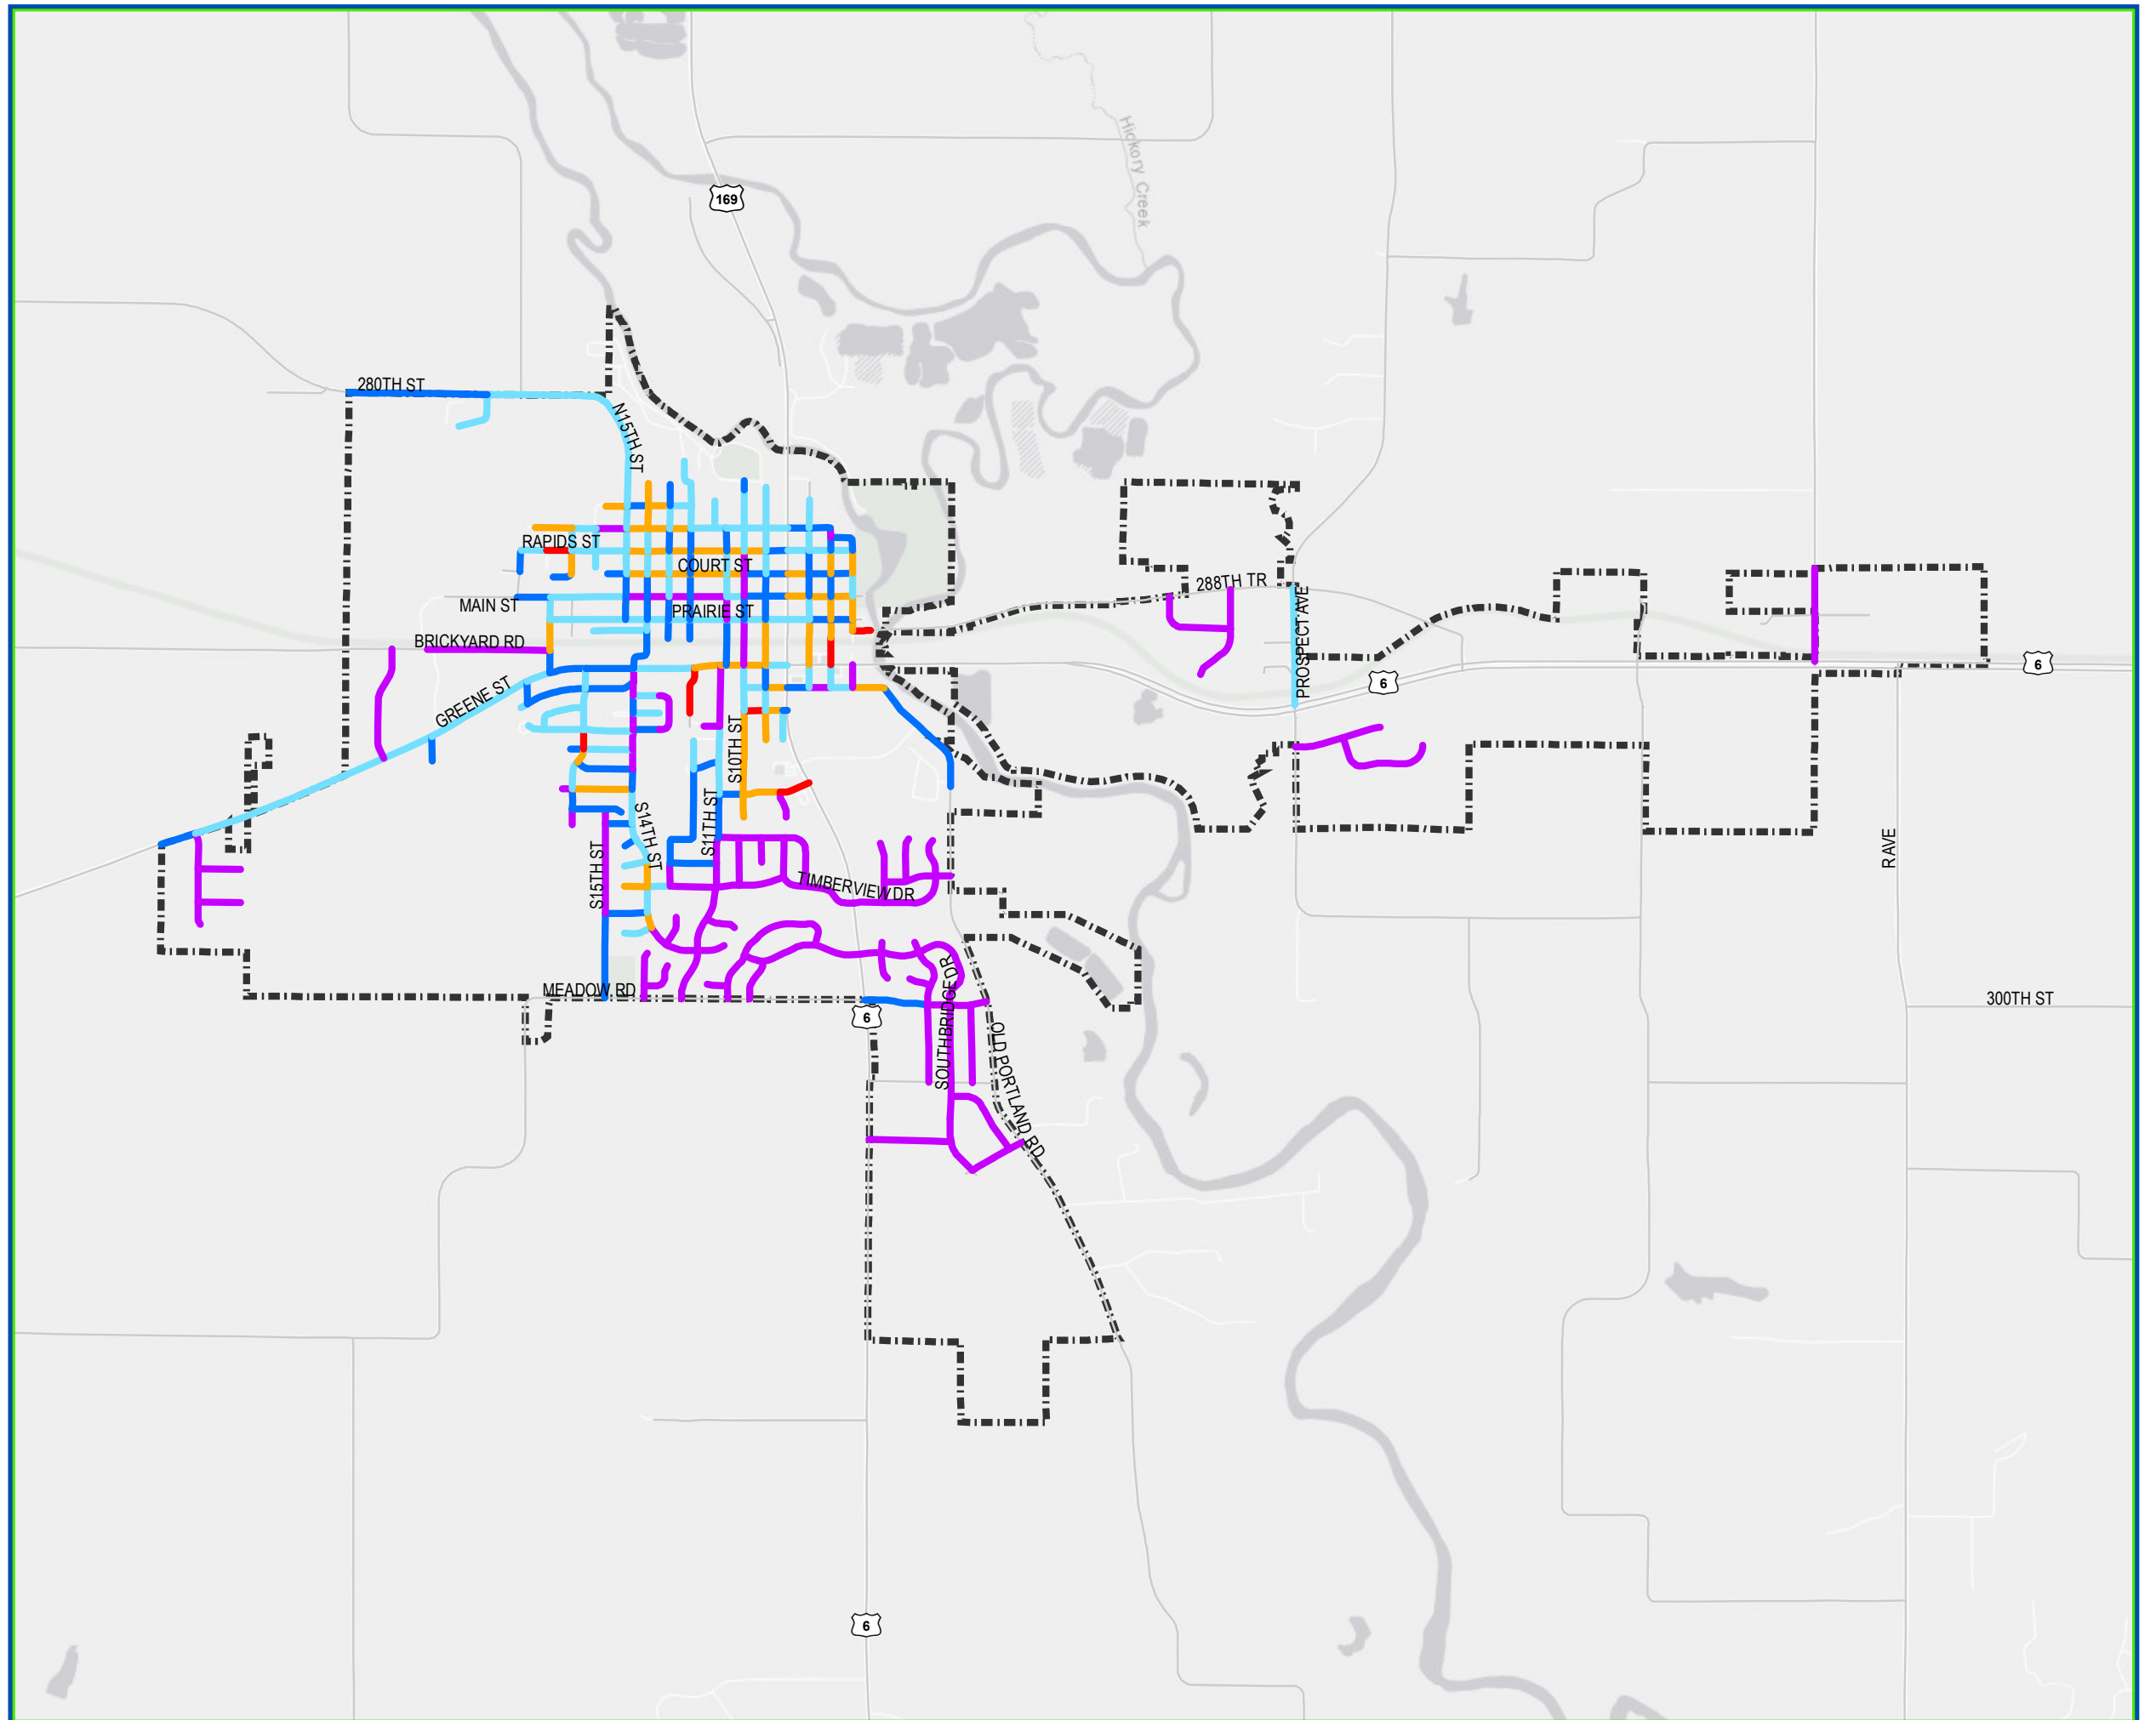 Hickory Creek
169
280TH ST
N15TH ST
RAPIDS ST
COURT ST
288TH TR
MAIN ST
PRAIRIE ST
PROSPECT AVE
BRICKYARD RD
6
6
GREENE ST
S10TH ST
S11TH ST
S14TH ST
R AVE
S15TH ST
TIMBERVIEW DR
MEADOW RD
SOUTHBRIDGE DR
300TH ST
6
OLD PORTLAND RD
6